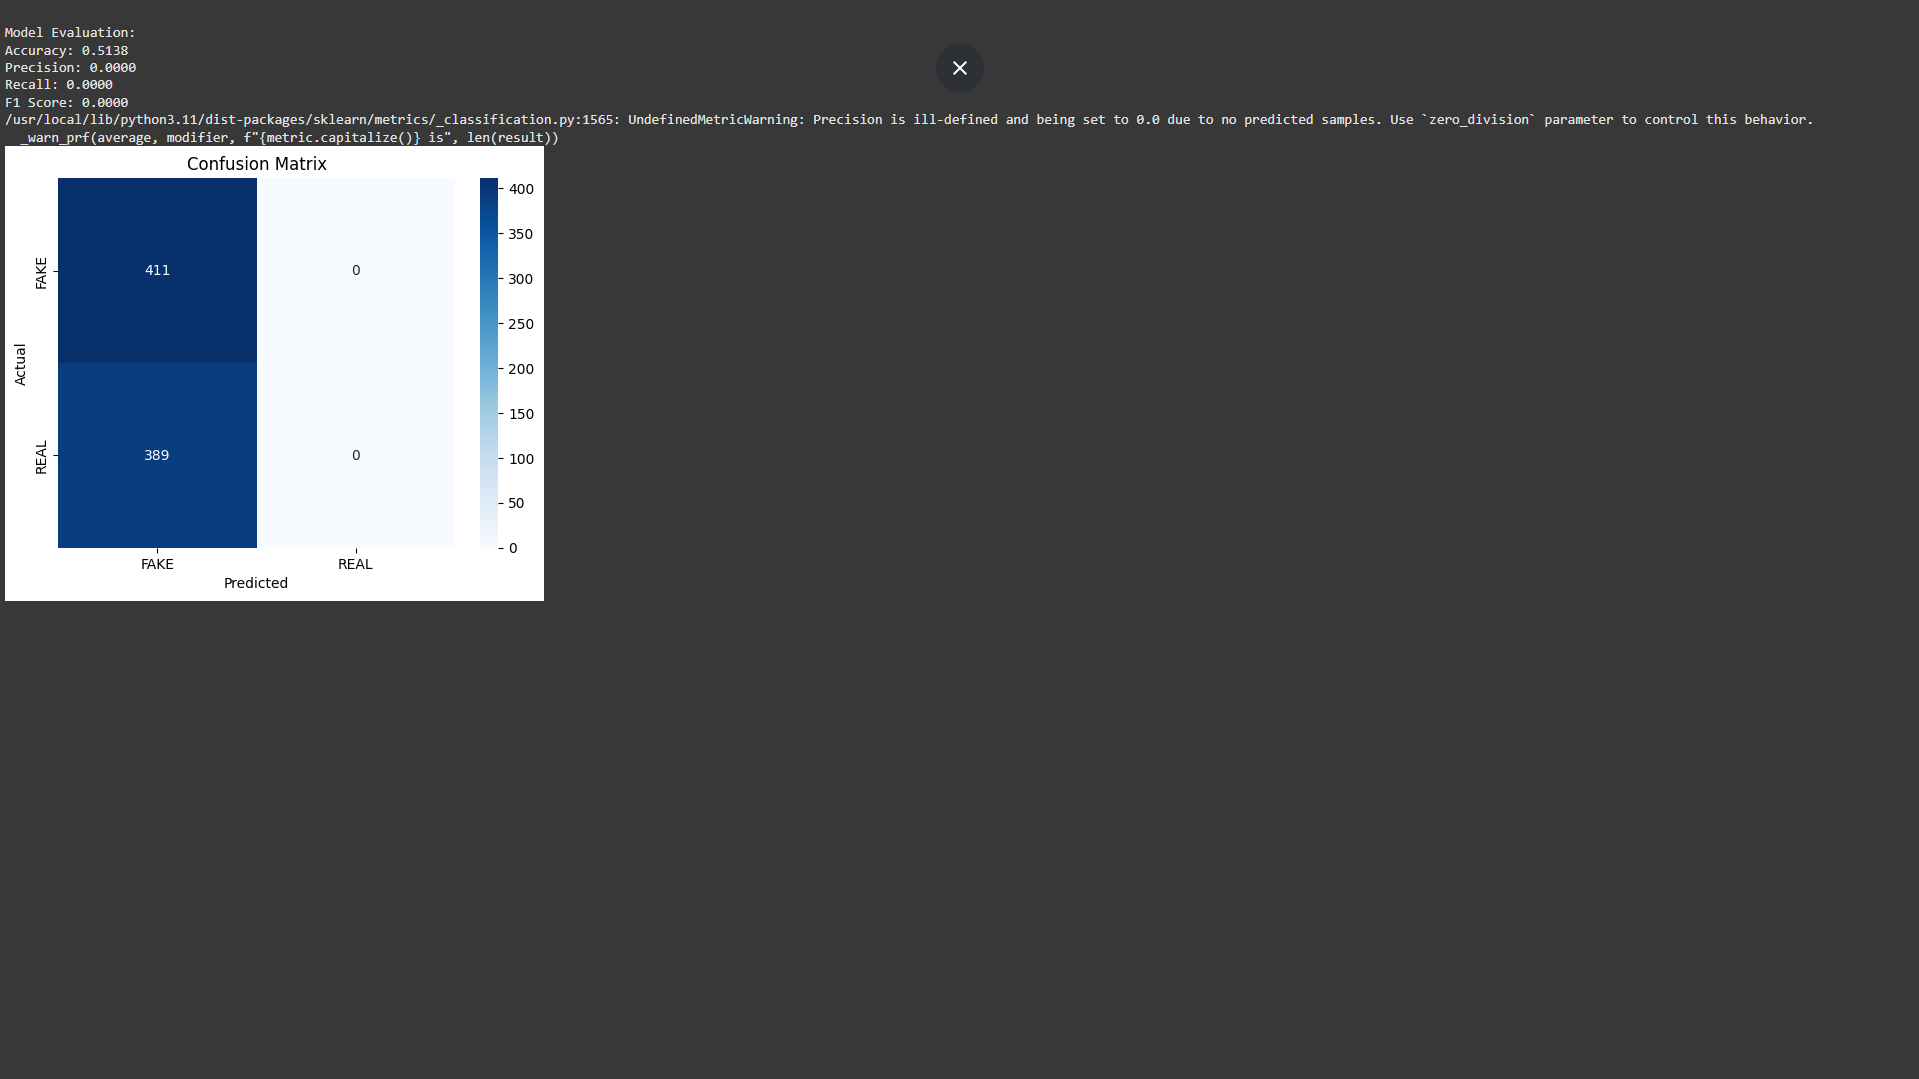 Model Evaluation:
Accuracy: 0.5138
Precision: 0.0000
Recall: 0.0000
F1 Score: 0.0000
/usr/local/lib/python3.11/dist-packages/sklearn/metrics/_classification.py:1565: UndefinedMetricWarning: Precision is ill-defined and being set to 0.0 due to no predicted samples. Use `zero_division` parameter to control this behavior.
_warn_prf(average, modifier, f"{metric.capitalize()} is", len(result))
Confusion Matrix
400
350
300
250
200
150
100
50
0
Actual
FAKE
411
0
REAL
389
0
FAKE
REAL
Predicted